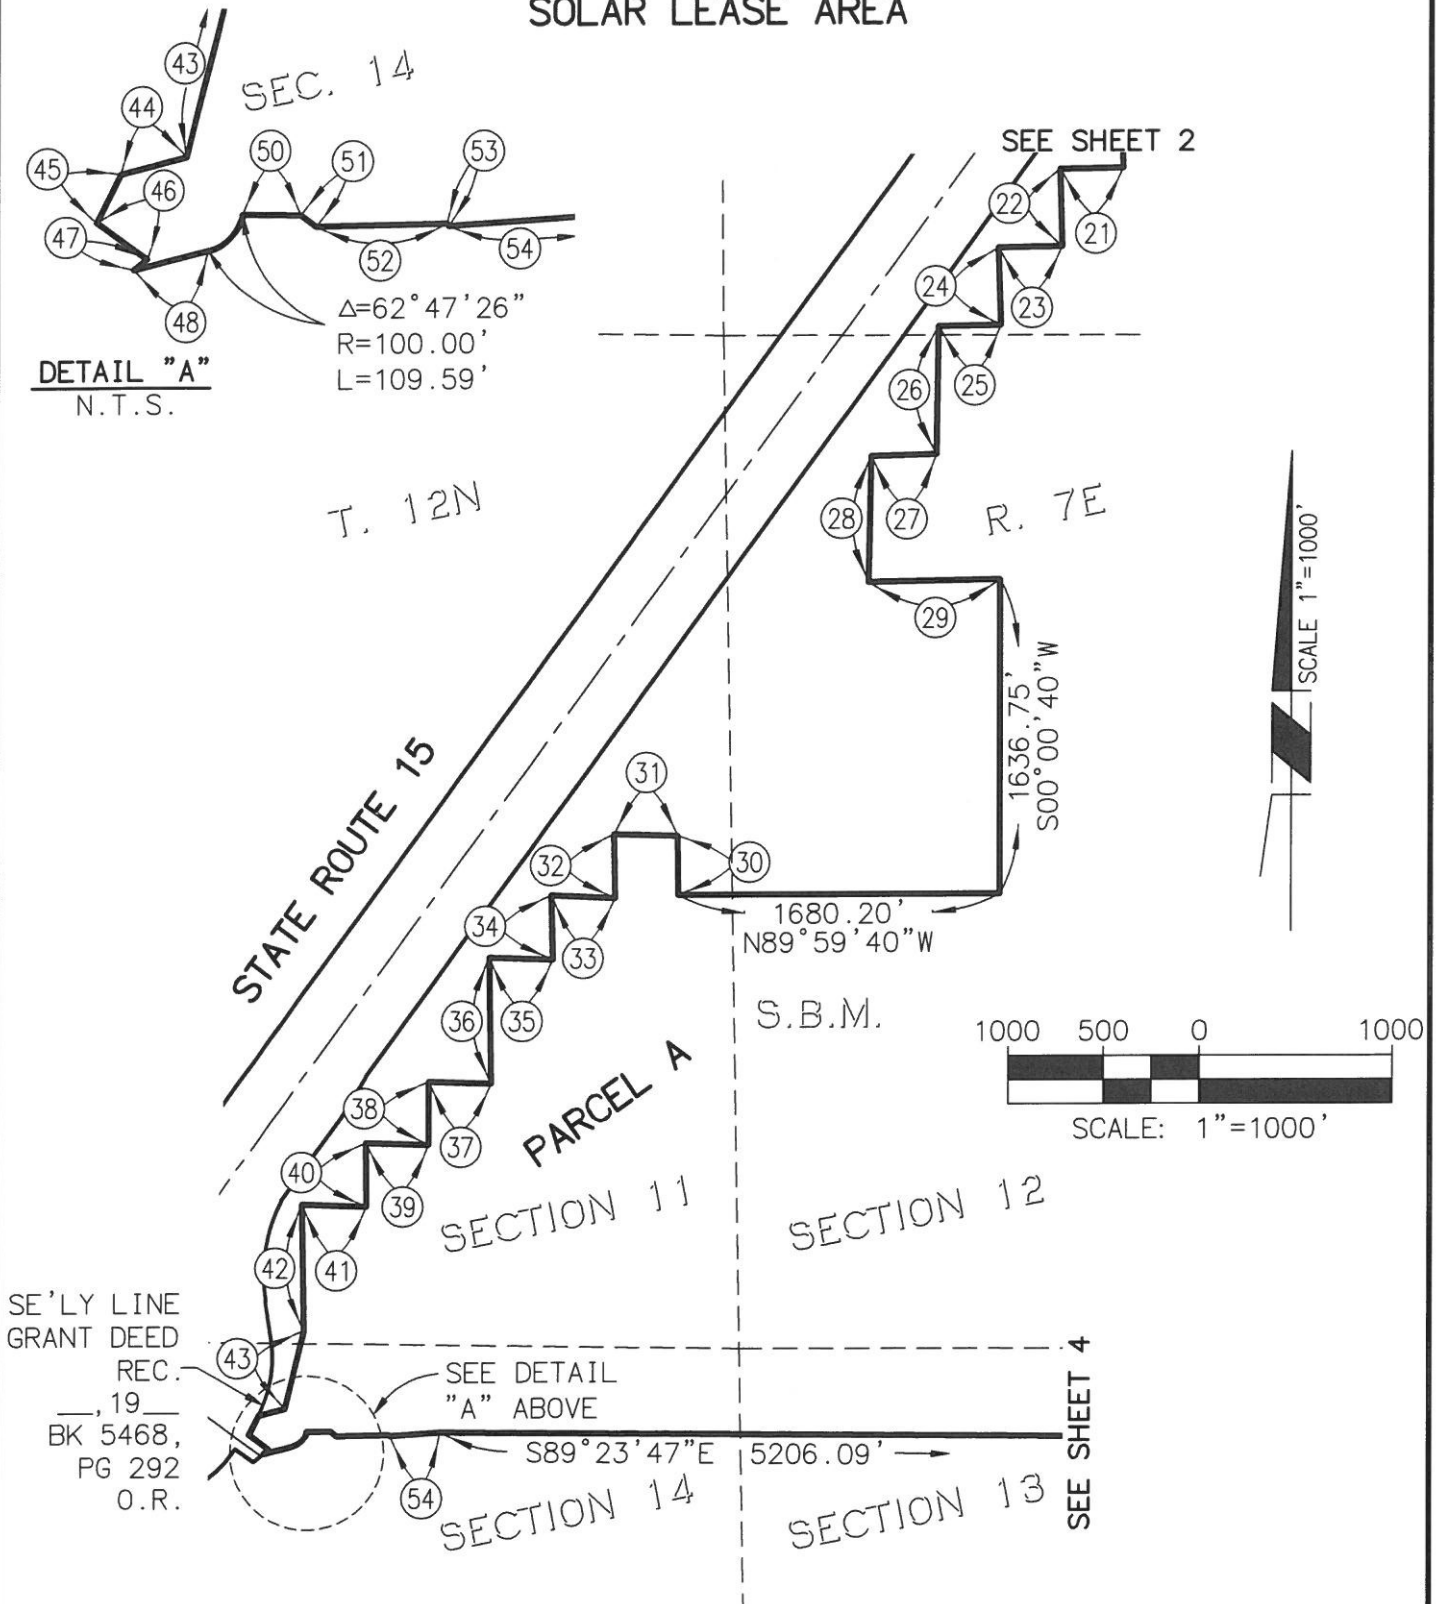 SOLAR LEASE AREA
43
SEC. 14
44
45
46
47
48
50
51
52
53
54
Δ=62°47'26"
R=100.00'
L=109.59'
DETAIL "A"
N.T.S.
SEE SHEET 2
22
21
24
23
26
25
28
27
29
T. 12N
R. 7E
SCALE 1"=1000'
1636.75'
S00°00'40"W
STATE ROUTE 15
31
32
30
34
33
1680.20'
N89°59'40"W
36
35
S.B.M.
1000 500 0 1000
SCALE: 1"=1000'
38
37
PARCEL A
40
39
42
41
SECTION 11
SECTION 12
SE'LY LINE
GRANT DEED
REC.
__,19__
BK 5468,
PG 292
O.R.
43
SEE DETAIL
"A" ABOVE
S89°23'47"E 5206.09'
54
SECTION 14
SECTION 13
SEE SHEET 4